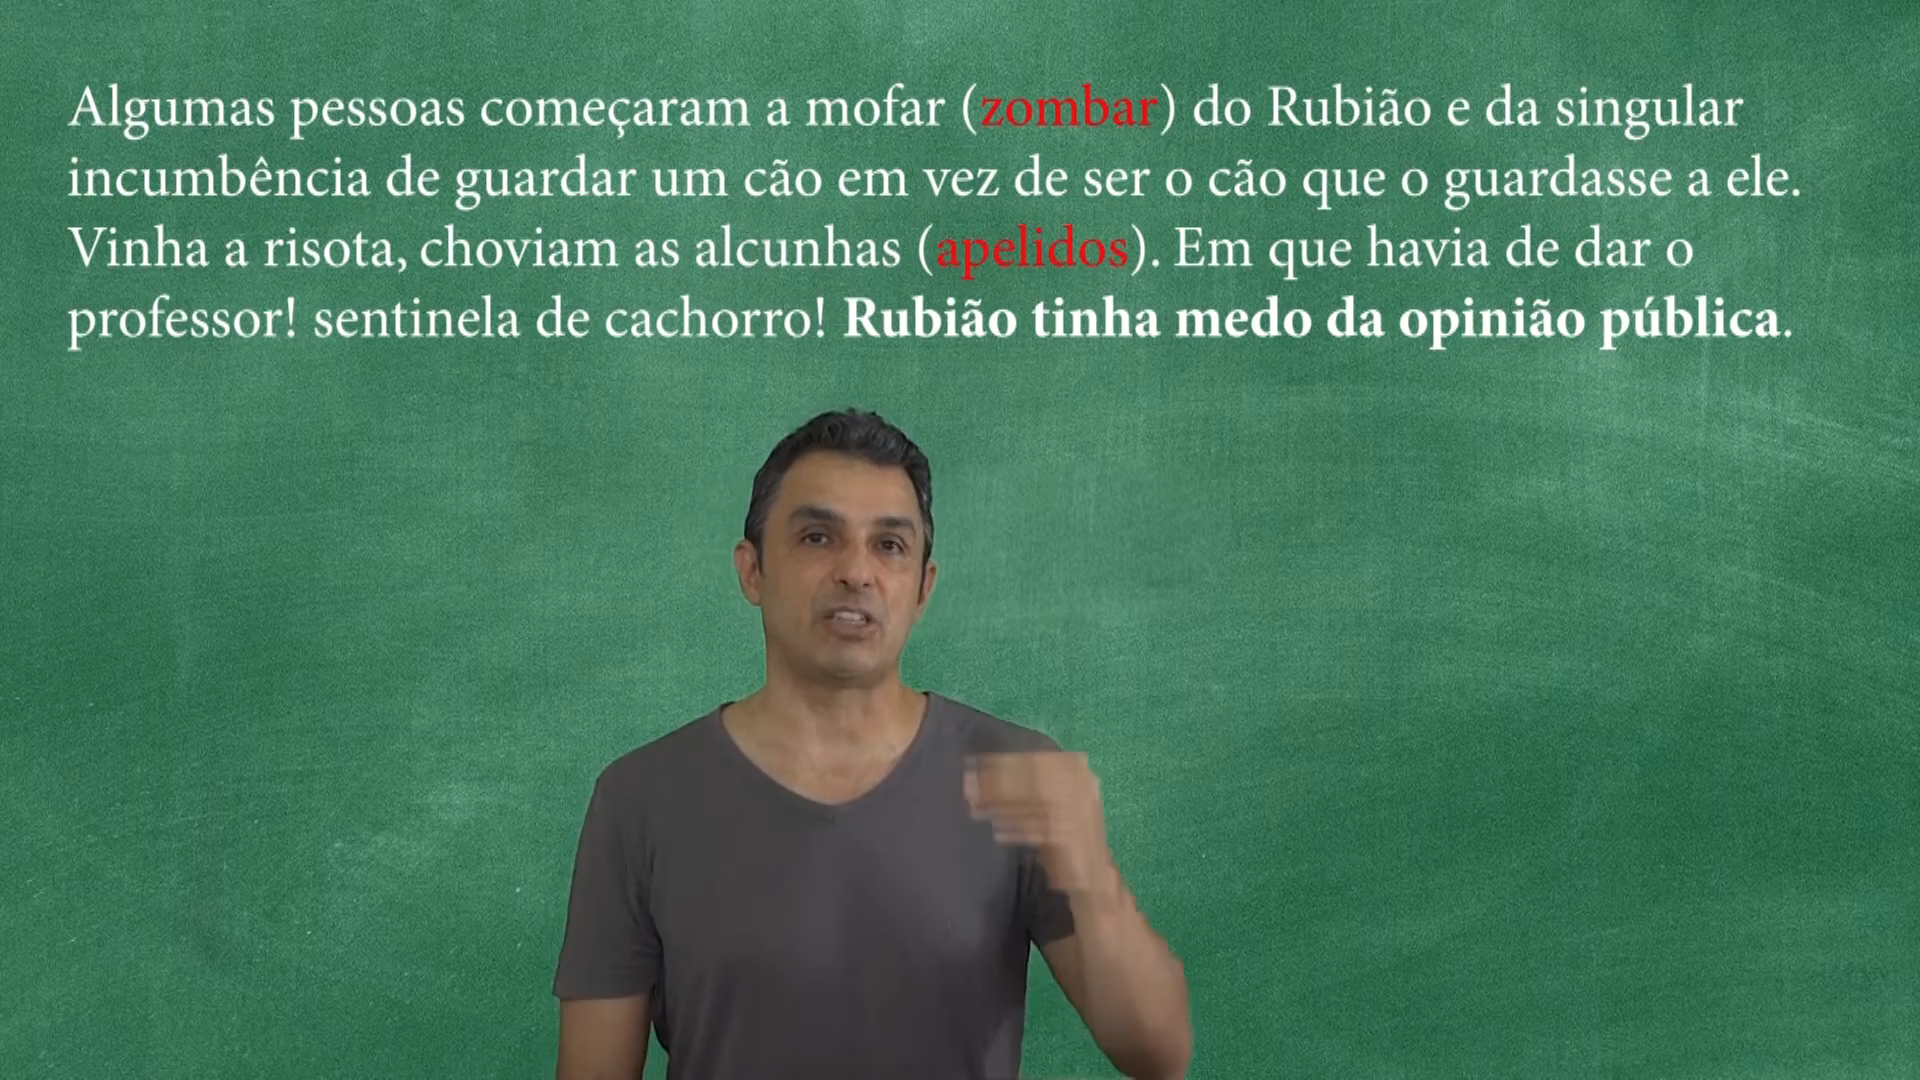 Algumas pessoas começaram a mofar (zombar) do Rubião e da singular
incumbência de guardar um cão em vez de ser o cão que o guardasse a ele.
Vinha a risota, choviam as alcunhas (apelidos). Em que havia de dar o
professor! sentinela de cachorro! Rubião tinha medo da opinião pública.